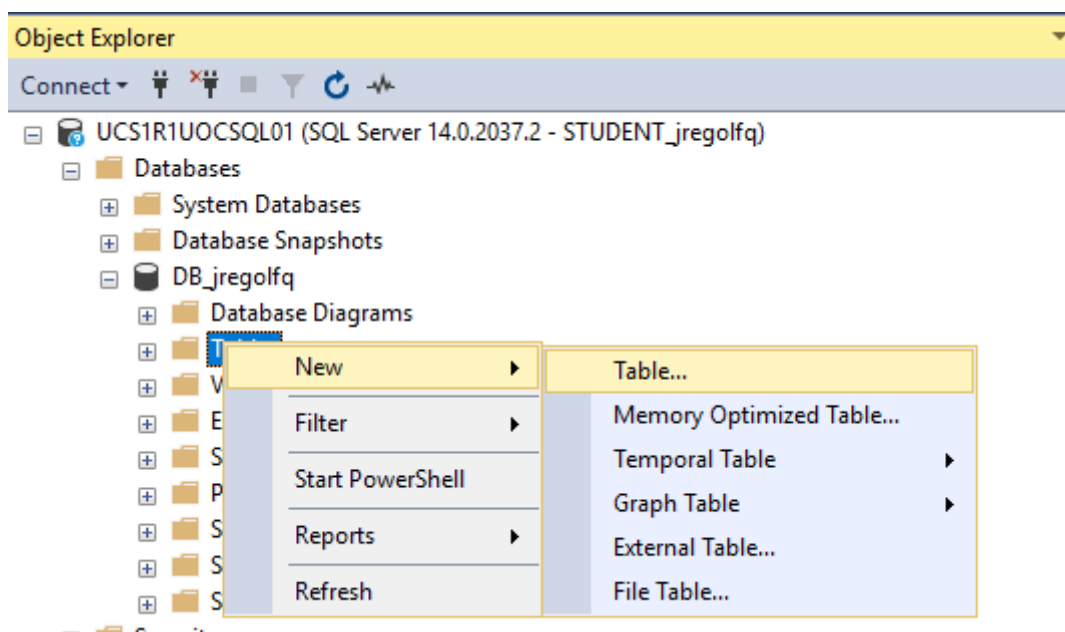 Object Explorer
Connect
UCS1R1UOCSQL01 (SQL Server 14.0.2037.2 - STUDENT_jregolfq)
Databases
System Databases
Database Snapshots
DB_jregolfq
Database Diagrams
New
Table...
V
Filter
Memory Optimized Table...
E
S
Temporal Table
Start PowerShell
P
Graph Table
S
Reports
External Table...
S
S
Refresh
File Table...